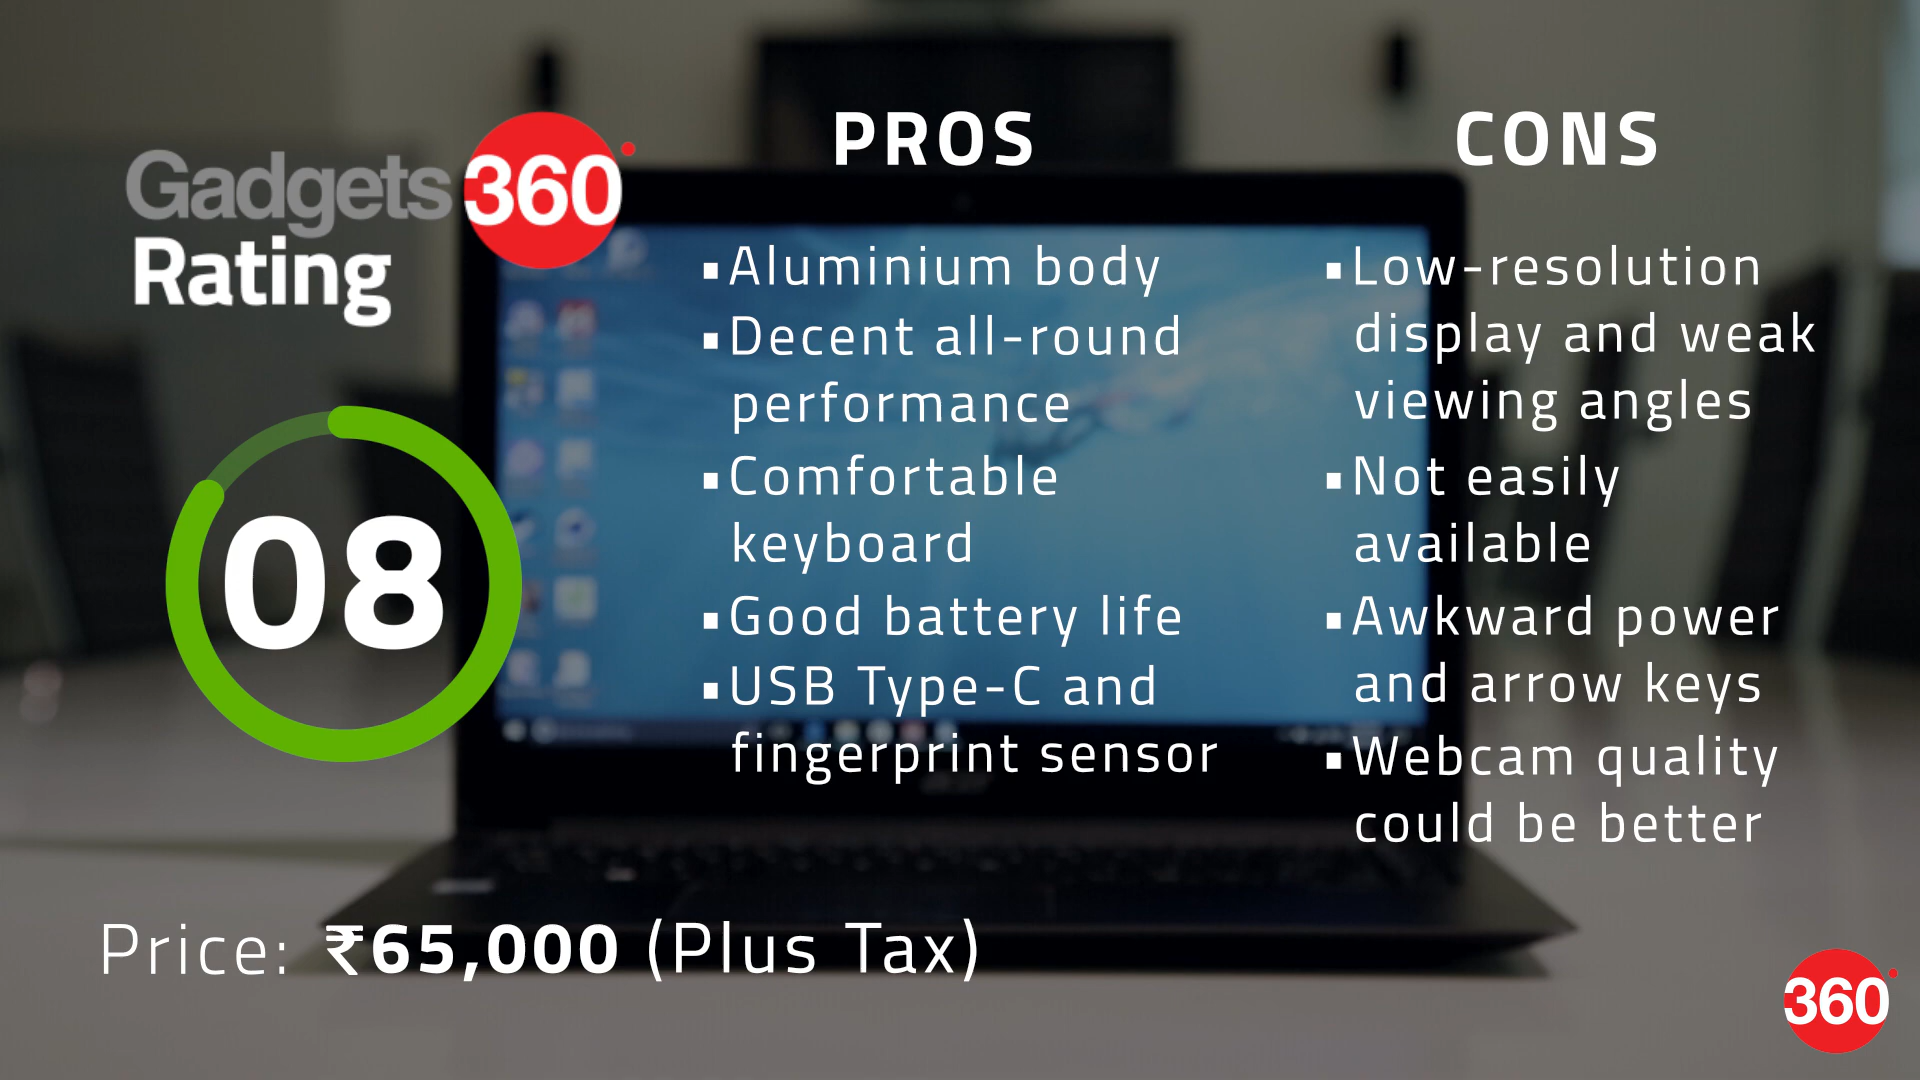 Gadgets 360
Rating
08
PROS
▪Aluminium body
▪Decent all-round
performance
▪Comfortable
keyboard
▪Good battery life
▪USB Type-C and
fingerprint sensor
CONS
▪Low-resolution
display and weak
viewing angles
▪Not easily
available
▪Awkward power
and arrow keys
▪Webcam quality
could be better
Price: ₹65,000 (Plus Tax)
360